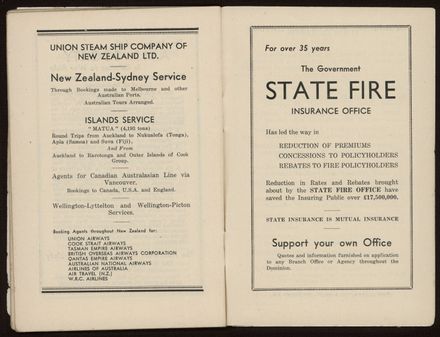 UNION STEAM SHIP COMPANY OF
NEW ZEALAND LTD.
New Zealand-Sydney Service
Through Bookings made to Melbourne and other
Australian Ports.
Australian Tours Arranged.
ISLANDS SERVICE
"MATUA" (4,192 tons)
Round Trips from Auckland to Nukualofa (Tonga),
Apia (Samoa) and Suva (Fiji),
And From
Auckland to Rarotonga and Outer Islands of Cook
Group.
Agents for Canadian Australasian Line via
Vancouver.
Bookings to Canada, U.S.A. and England.
Wellington-Lyttelton and Wellington-Picton
Services.
Booking Agents throughout New Zealand for:
UNION AIRWAYS
COOK STRAIT AIRWAYS
TASMAN EMPIRE AIRWAYS
BRITISH OVERSEAS AIRWAYS CORPORATION
QANTAS EMPIRE AIRWAYS
AUSTRALIAN NATIONAL AIRWAYS
AIRLINES OF AUSTRALIA
AIR TRAVEL (N.Z.)
W.R.C. AIRLINES
For over 35 years
The Government
STATE FIRE
INSURANCE OFFICE
Has led the way in
REDUCTION OF PREMIUMS
CONCESSIONS TO POLICYHOLDERS
REBATES TO FIRE POLICYHOLDERS
Reduction in Rates and Rebates brought
about by the STATE FIRE OFFICE have
saved the Insuring Public over £17,500,000.
STATE INSURANCE IS MUTUAL INSURANCE
Support your own Office
Quotes and information furnished on application
to any Branch Office or Agency throughout the
Dominion.